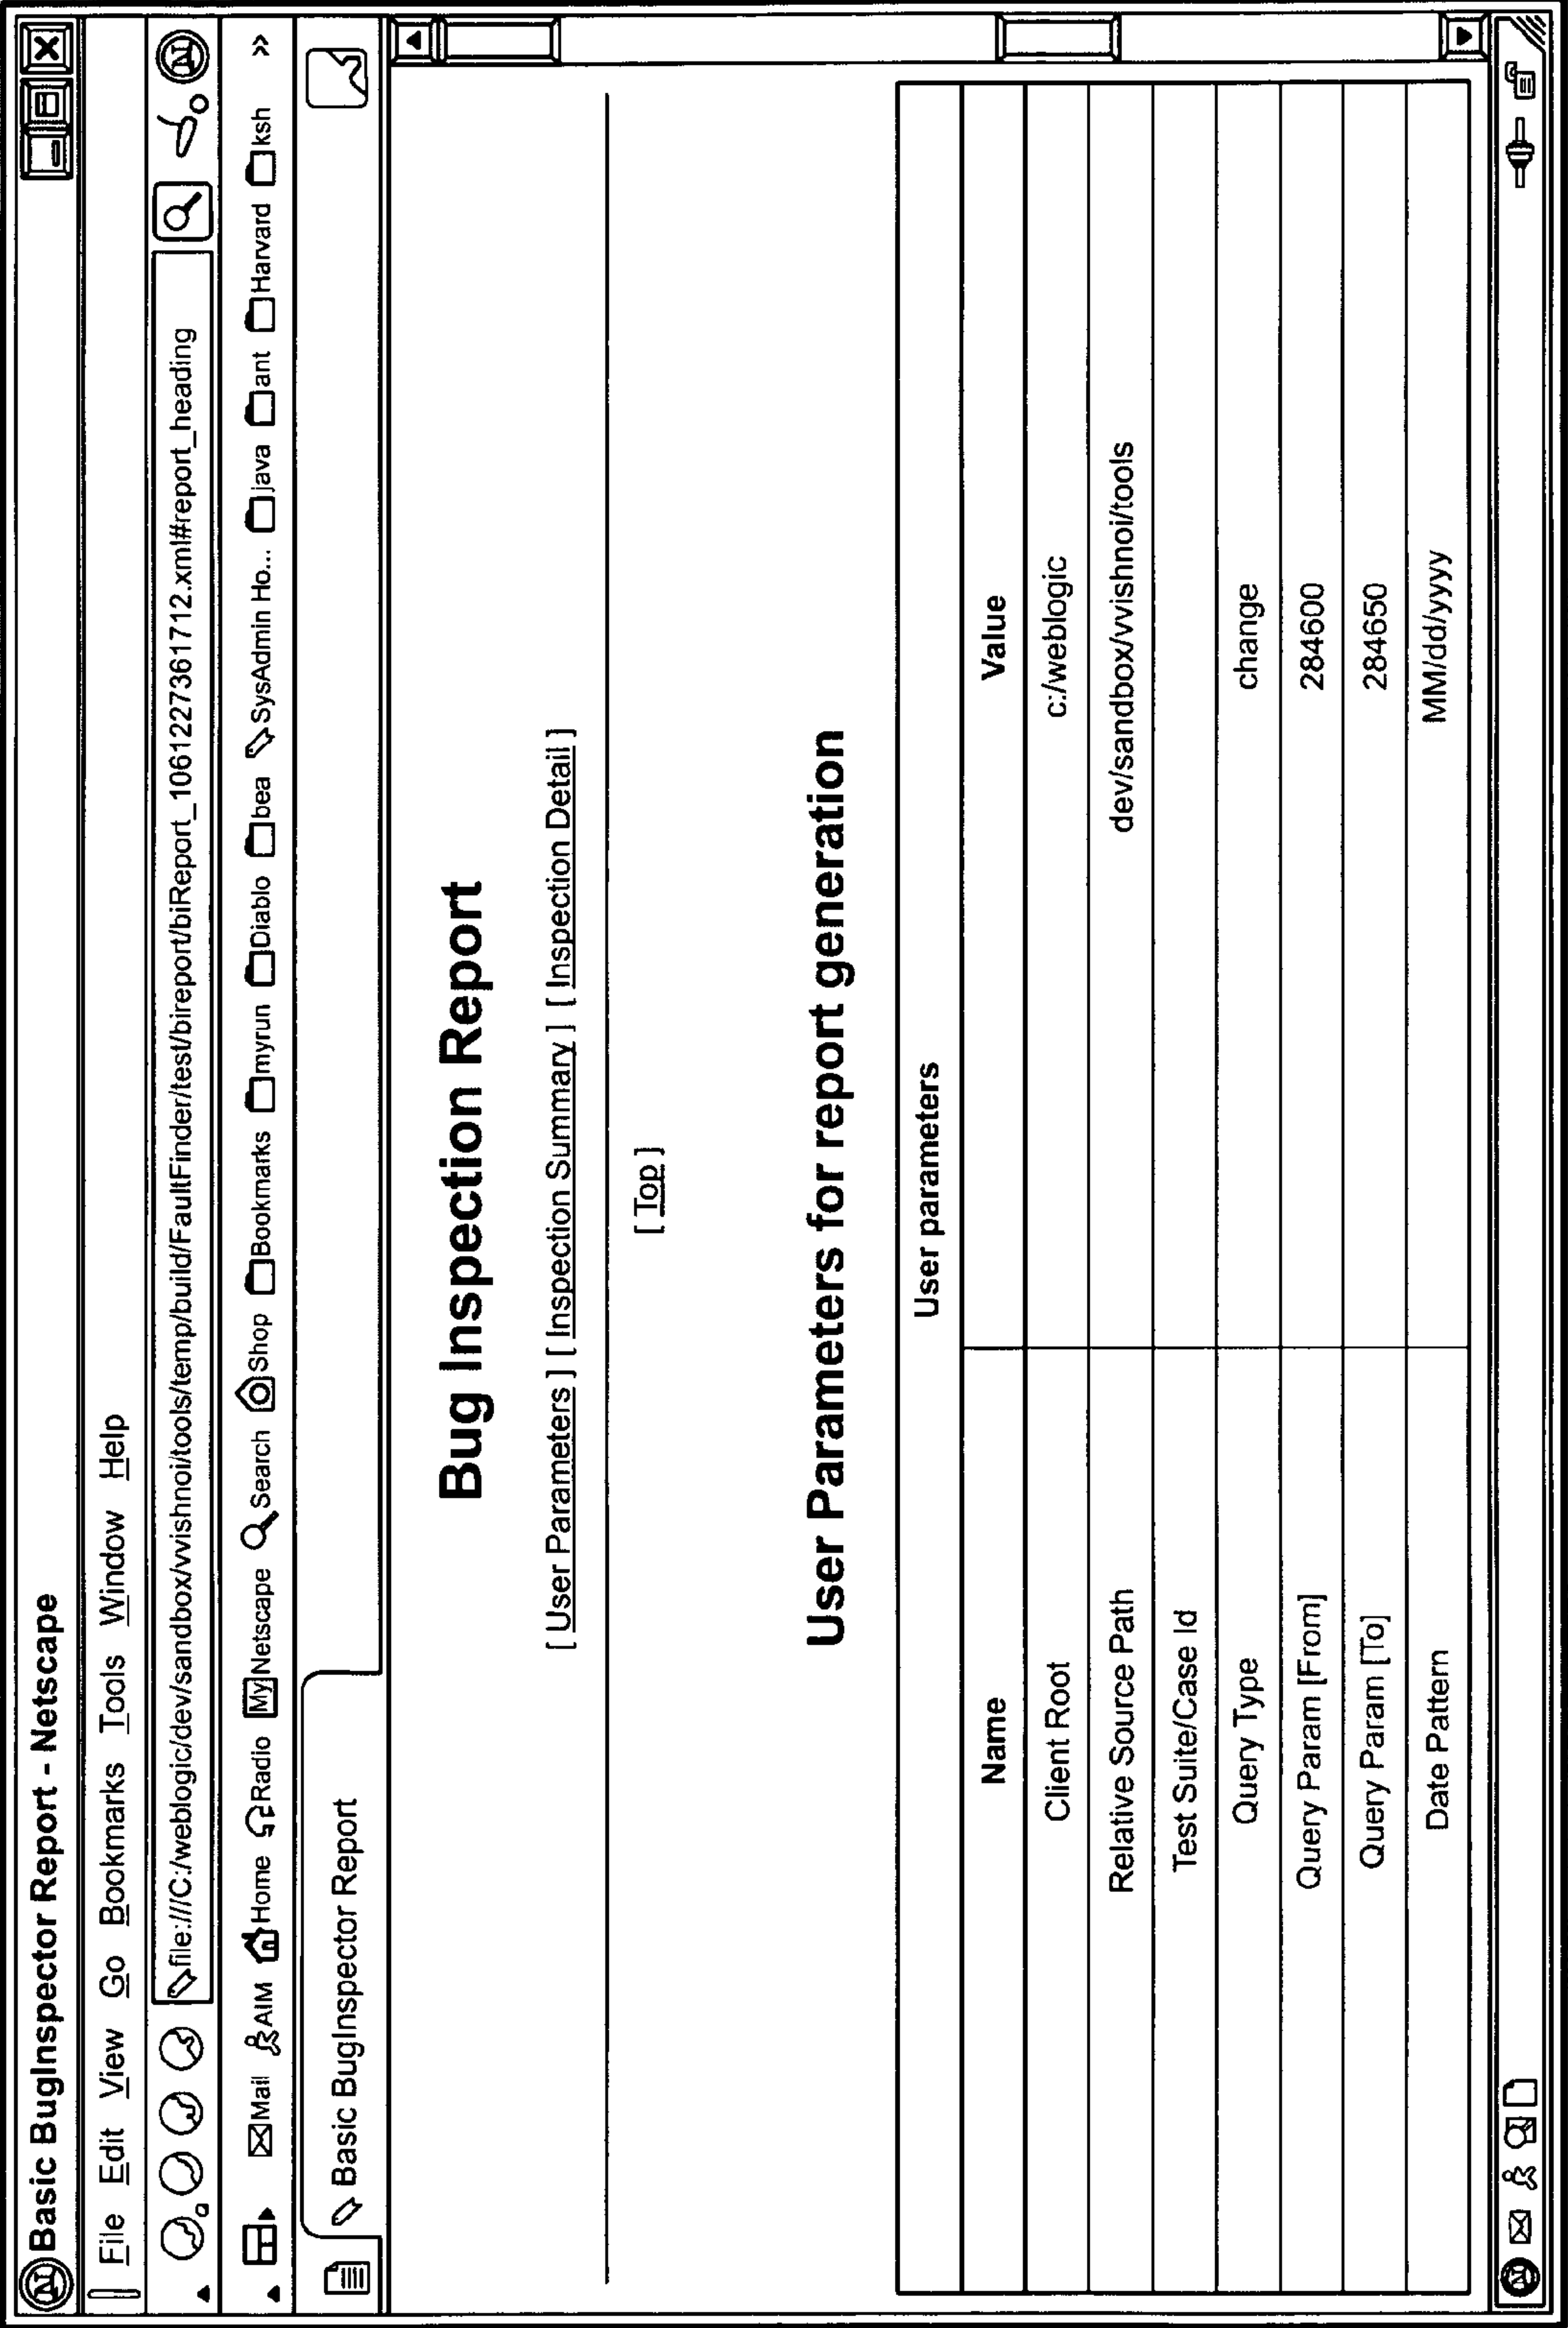 Basic BugInspector Report - Netscape
File Edit View Go Bookmarks Tools Window Help
file:///C:/weblogic/dev/sandbox/vvishnoi/tools/temp/build/FaultFinder/test/bireport/biReport_1061227361712.xml#report_heading
Mail AIM Home Radio My Netscape Search Shop Bookmarks myrun Diablo bea SysAdmin Ho... java ant Harvard ksh »
Basic BugInspector Report
Bug Inspection Report
[ User Parameters ] [ Inspection Summary ] [ Inspection Detail ]
[ Top ]
User Parameters for report generation
User parameters
Name Value
Client Root c:/weblogic
Relative Source Path dev/sandbox/vvishnoi/tools
Test Suite/Case Id
Query Type change
Query Param [From] 284600
Query Param [To] 284650
Date Pattern MM/dd/yyyy